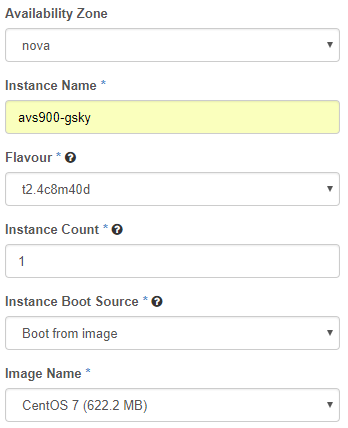 Availability Zone
nova
Instance Name *
avs900-gsky
Flavour * ?
t2.4c8m40d
Instance Count * ?
1
Instance Boot Source * ?
Boot from image
Image Name *
CentOS 7 (622.2 MB)